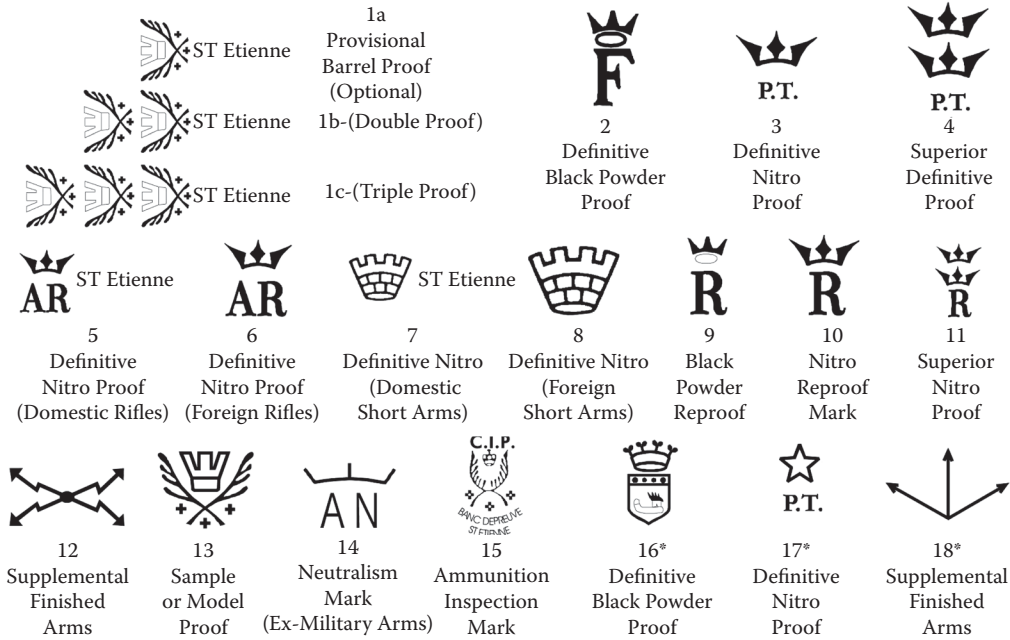 ST Etienne
1a
Provisional
Barrel Proof
(Optional)
ST Etienne
1b-(Double Proof)
ST Etienne
1c-(Triple Proof)
F
2
Definitive
Black Powder
Proof
P.T.
3
Definitive
Nitro
Proof
P.T.
4
Superior
Definitive
Proof
AR ST Etienne
5
Definitive
Nitro Proof
(Domestic Rifles)
AR
6
Definitive
Nitro Proof
(Foreign Rifles)
ST Etienne
7
Definitive Nitro
(Domestic
Short Arms)
8
Definitive Nitro
(Foreign
Short Arms)
R
9
Black
Powder
Reproof
R
10
Nitro
Reproof
Mark
R
11
Superior
Nitro
Proof
12
Supplemental
Finished
Arms
13
Sample
or Model
Proof
AN
14
Neutralism
Mark
(Ex-Military Arms)
C.I.P.
BANC DEPREUVE
ST ETIENNE
15
Ammunition
Inspection
Mark
16*
Definitive
Black Powder
Proof
P.T.
17*
Definitive
Nitro
Proof
18*
Supplemental
Finished
Arms